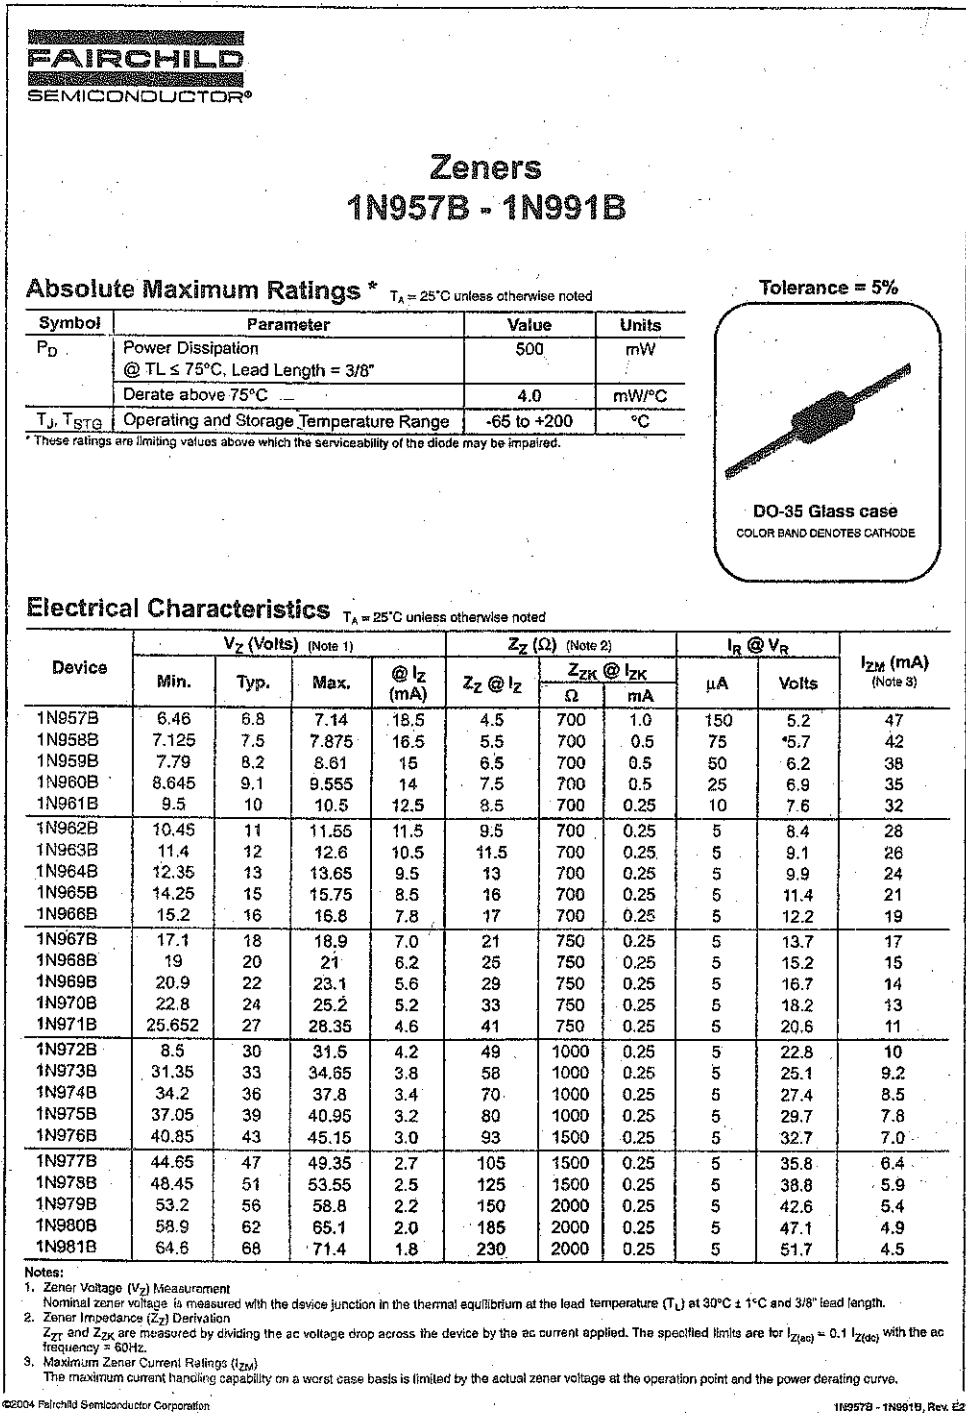 FAIRCHILD
SEMICONDUCTOR®
Zeners
1N957B - 1N991B
Absolute Maximum Ratings * TA = 25°C unless otherwise noted
Symbol Parameter Value Units
PD Power Dissipation 500 mW
@ TL ≤ 75°C, Lead Length = 3/8"
Derate above 75°C 4.0 mW/°C
TJ, TSTG Operating and Storage Temperature Range -65 to +200 °C
* These ratings are limiting values above which the serviceability of the diode may be impaired.
Tolerance = 5%
DO-35 Glass case
COLOR BAND DENOTES CATHODE
Electrical Characteristics TA = 25°C unless otherwise noted
Device VZ (Volts) (Note 1) ZZ (Ω) (Note 2) IR @ VR IZM (mA) (Note 3)
Min. Typ. Max. @ IZ (mA) ZZ @ IZ ZZK @ IZK µA Volts
Ω mA
1N957B 6.46 6.8 7.14 18.5 4.5 700 1.0 150 5.2 47
1N958B 7.125 7.5 7.875 16.5 5.5 700 0.5 75 5.7 42
1N959B 7.79 8.2 8.61 15 6.5 700 0.5 50 6.2 38
1N960B 8.645 9.1 9.555 14 7.5 700 0.5 25 6.9 35
1N961B 9.5 10 10.5 12.5 8.5 700 0.25 10 7.6 32
1N962B 10.45 11 11.55 11.5 9.5 700 0.25 5 8.4 28
1N963B 11.4 12 12.6 10.5 11.5 700 0.25 5 9.1 26
1N964B 12.35 13 13.65 9.5 13 700 0.25 5 9.9 24
1N965B 14.25 15 15.75 8.5 16 700 0.25 5 11.4 21
1N966B 15.2 16 16.8 7.8 17 700 0.25 5 12.2 19
1N967B 17.1 18 18.9 7.0 21 750 0.25 5 13.7 17
1N968B 19 20 21 6.2 25 750 0.25 5 15.2 15
1N969B 20.9 22 23.1 5.6 29 750 0.25 5 16.7 14
1N970B 22.8 24 25.2 5.2 33 750 0.25 5 18.2 13
1N971B 25.652 27 28.35 4.6 41 750 0.25 5 20.6 11
1N972B 8.5 30 31.5 4.2 49 1000 0.25 5 22.8 10
1N973B 31.35 33 34.65 3.8 58 1000 0.25 5 25.1 9.2
1N974B 34.2 36 37.8 3.4 70 1000 0.25 5 27.4 8.5
1N975B 37.05 39 40.95 3.2 80 1000 0.25 5 29.7 7.8
1N976B 40.85 43 45.15 3.0 93 1500 0.25 5 32.7 7.0
1N977B 44.65 47 49.35 2.7 105 1500 0.25 5 35.8 6.4
1N978B 48.45 51 53.55 2.5 125 1500 0.25 5 38.8 5.9
1N979B 53.2 56 58.8 2.2 150 2000 0.25 5 42.6 5.4
1N980B 58.9 62 65.1 2.0 185 2000 0.25 5 47.1 4.9
1N981B 64.6 68 71.4 1.8 230 2000 0.25 5 51.7 4.5
Notes:
1. Zener Voltage (VZ) Measurement
Nominal zener voltage is measured with the device junction in the thermal equilibrium at the lead temperature (TL) at 30°C ± 1°C and 3/8" lead length.
2. Zener Impedance (ZZ) Derivation
ZZT and ZZK are measured by dividing the ac voltage drop across the device by the ac current applied. The specified limits are for IZ(ac) = 0.1 IZ(dc) with the ac
frequency = 60Hz.
3. Maximum Zener Current Ratings (IZM)
The maximum current handling capability on a worst case basis is limited by the actual zener voltage at the operation point and the power derating curve.
©2004 Fairchild Semiconductor Corporation 1N957B - 1N991B, Rev. E2